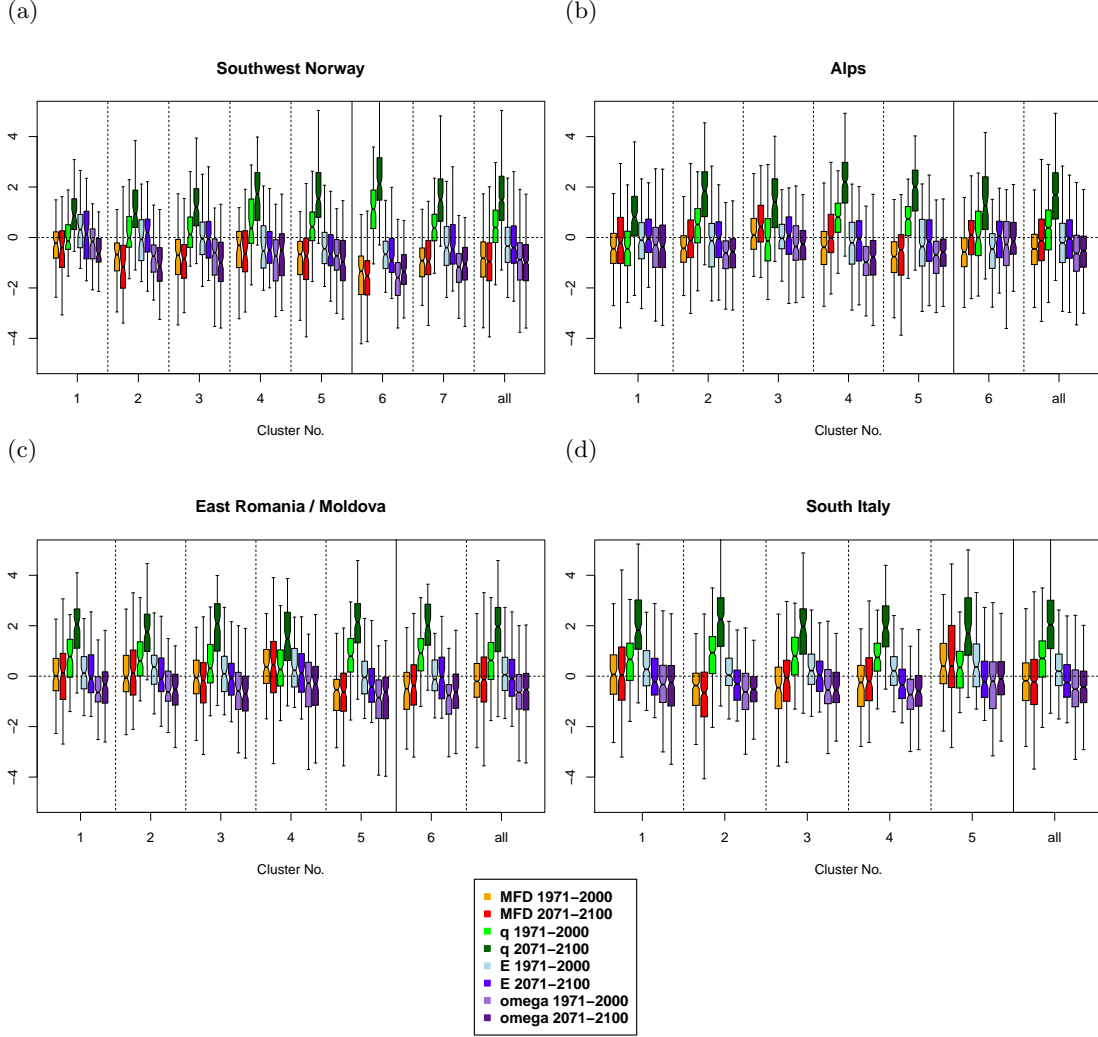 (a)
Southwest Norway
4
2
0
−2
−4
1 2 3 4 5 6 7 all
Cluster No.
(b)
Alps
4
2
0
−2
−4
1 2 3 4 5 6 all
Cluster No.
(c)
East Romania / Moldova
4
2
0
−2
−4
1 2 3 4 5 6 all
Cluster No.
(d)
South Italy
4
2
0
−2
−4
1 2 3 4 5 all
Cluster No.
MFD 1971−2000
MFD 2071−2100
q 1971−2000
q 2071−2100
E 1971−2000
E 2071−2100
omega 1971−2000
omega 2071−2100